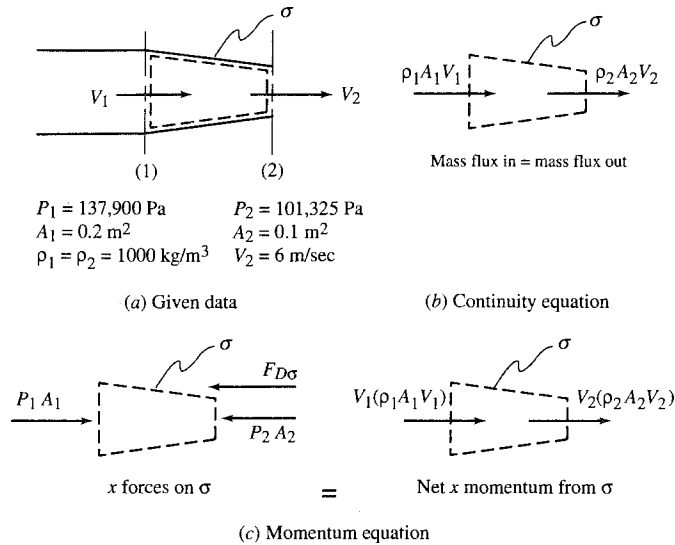 σ
V₁
V₂
(1)
(2)
P₁ = 137,900 Pa
P₂ = 101,325 Pa
A₁ = 0.2 m²
A₂ = 0.1 m²
ρ₁ = ρ₂ = 1000 kg/m³
V₂ = 6 m/sec
(a) Given data
σ
ρ₁A₁V₁
ρ₂A₂V₂
Mass flux in = mass flux out
(b) Continuity equation
σ
F_Dσ
P₁ A₁
P₂ A₂
x forces on σ
=
σ
V₁(ρ₁A₁V₁)
V₂(ρ₂A₂V₂)
Net x momentum from σ
(c) Momentum equation